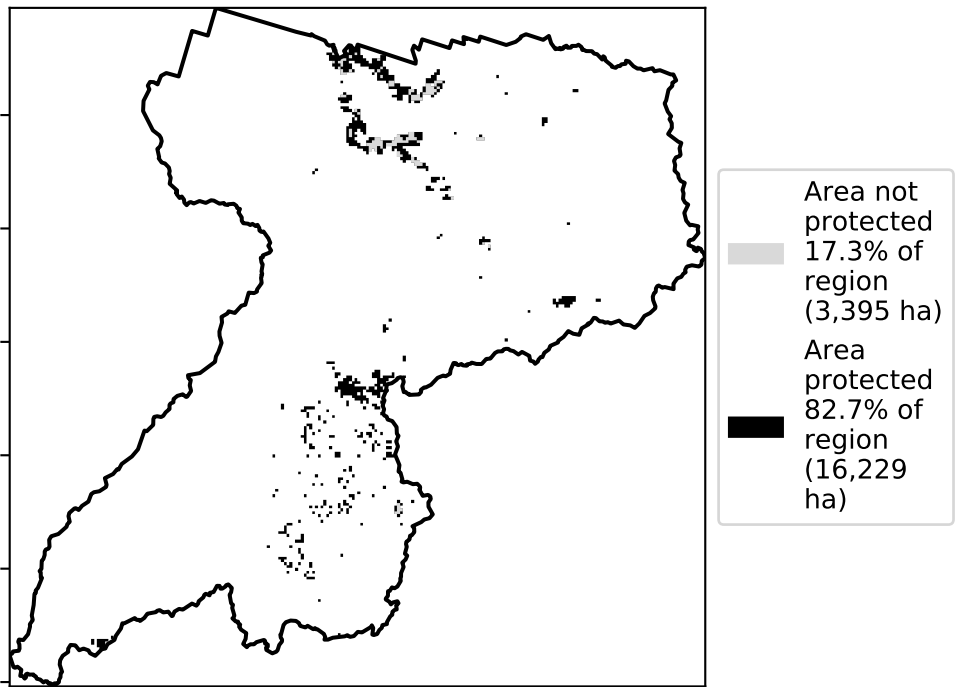 Area not
protected
17.3% of
region
(3,395 ha)
Area
protected
82.7% of
region
(16,229
ha)